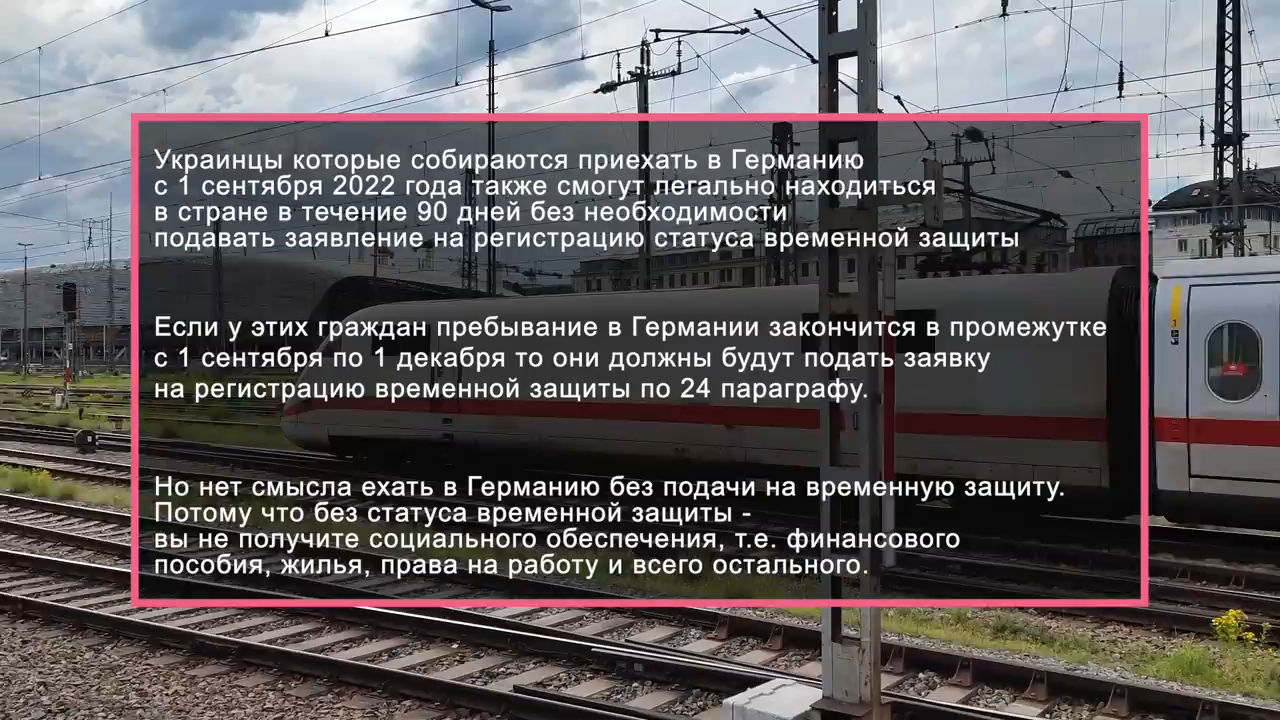 Украинцы которые собираются приехать в Германию
с 1 сентября 2022 года также смогут легально находиться
в стране в течение 90 дней без необходимости
подавать заявление на регистрацию статуса временной защиты
Если у этих граждан пребывание в Германии закончится в промежутке
с 1 сентября по 1 декабря то они должны будут подать заявку
на регистрацию временной защиты по 24 параграфу.
Но нет смысла ехать в Германию без подачи на временную защиту.
Потому что без статуса временной защиты -
вы не получите социального обеспечения, т.е. финансового
пособия, жилья, права на работу и всего остального.
1